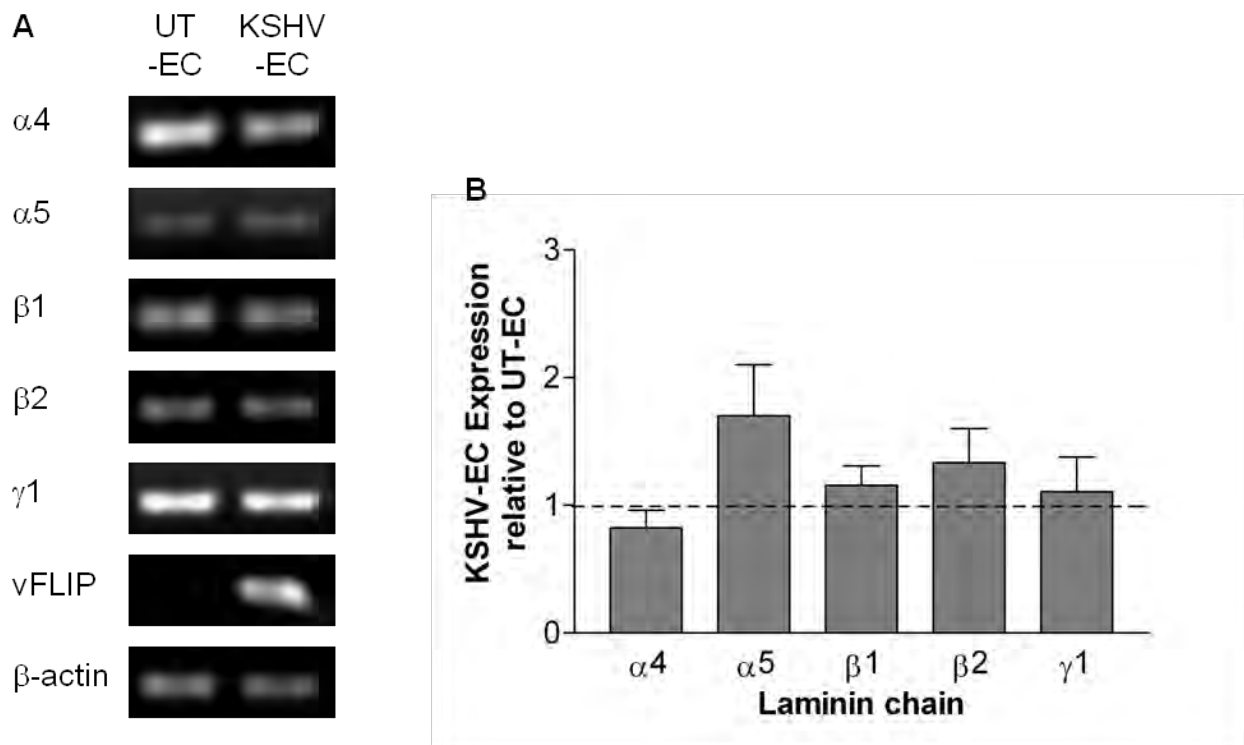 A
UT KSHV
-EC -EC
α4
α5
β1
β2
γ1
vFLIP
β-actin
B
KSHV-EC Expression
relative to UT-EC
3
2
1
0
α4 α5 β1 β2 γ1
Laminin chain